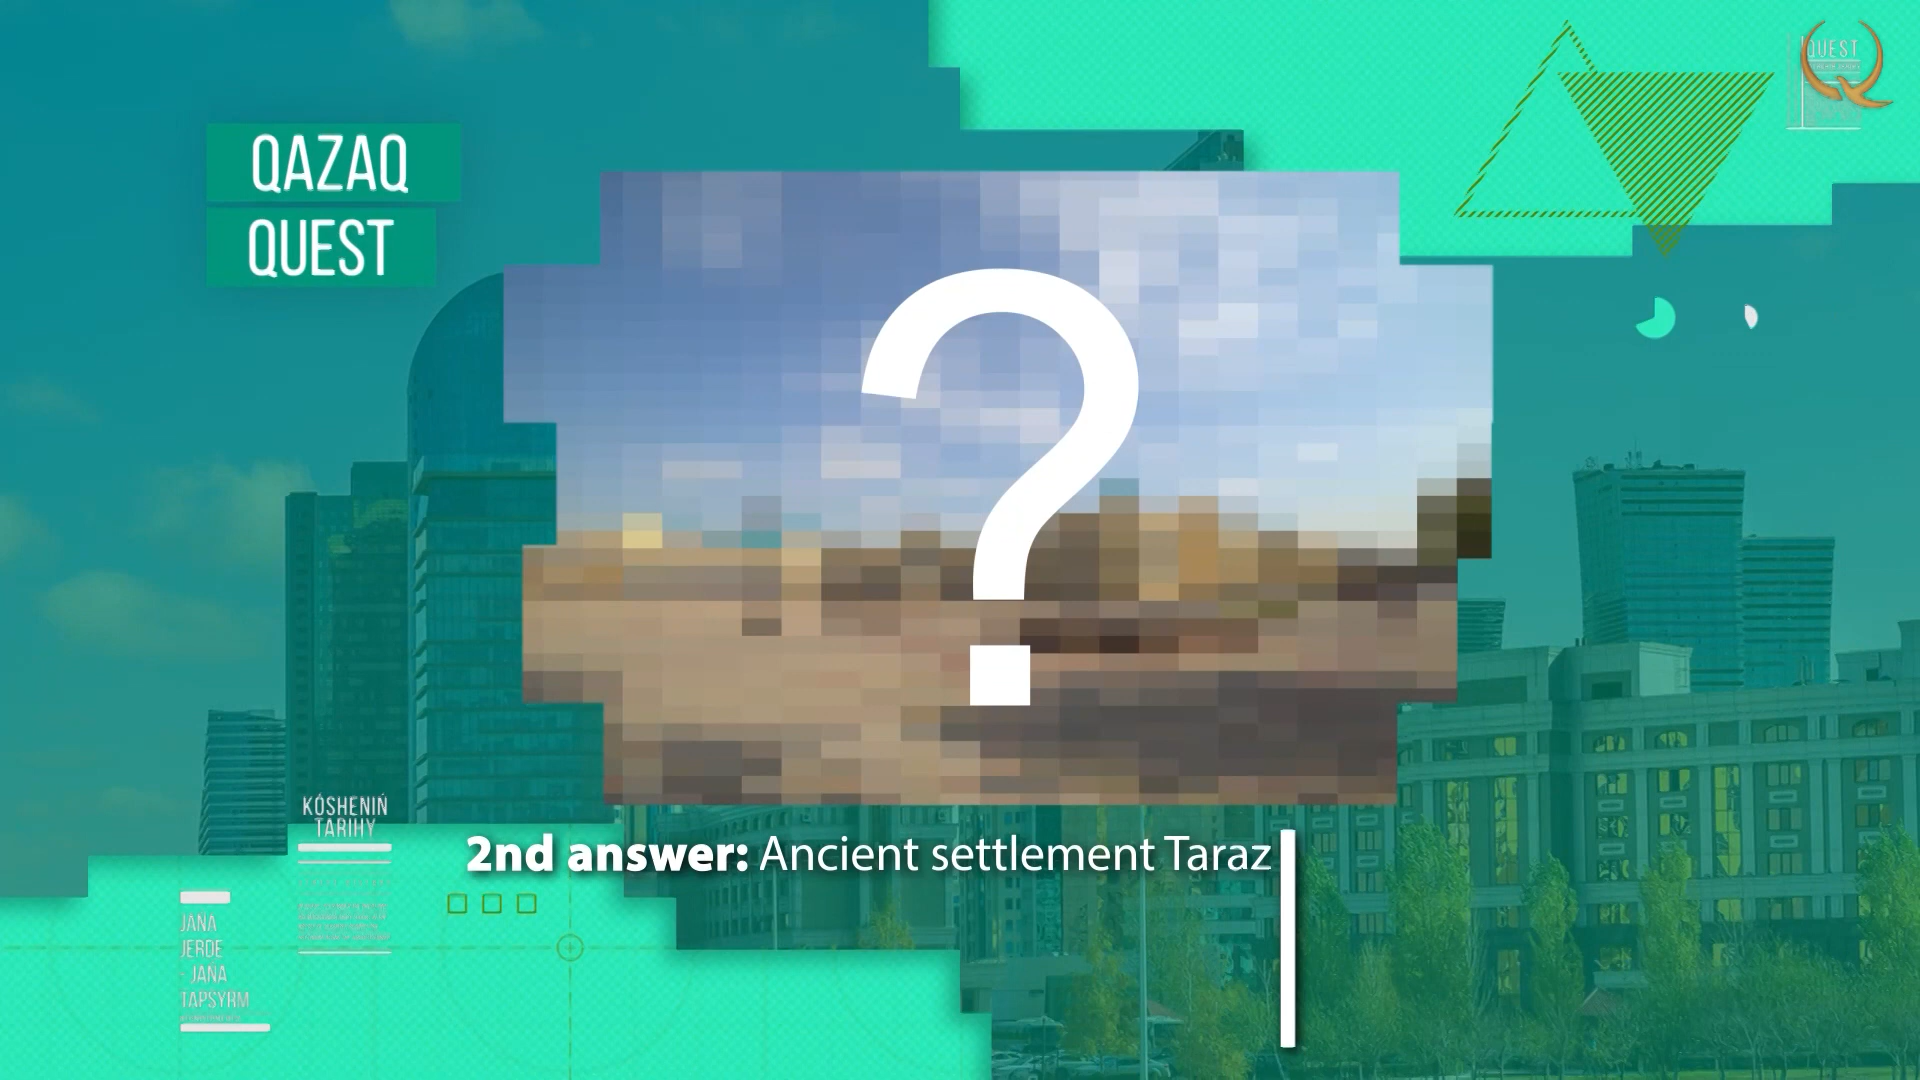 QUEST
QAZAQ
QUEST
KÓSHENIŃ
TARIHY
2nd answer: Ancient settlement Taraz
JAŃA
JERDE
- JAŃA
TAPSYRM